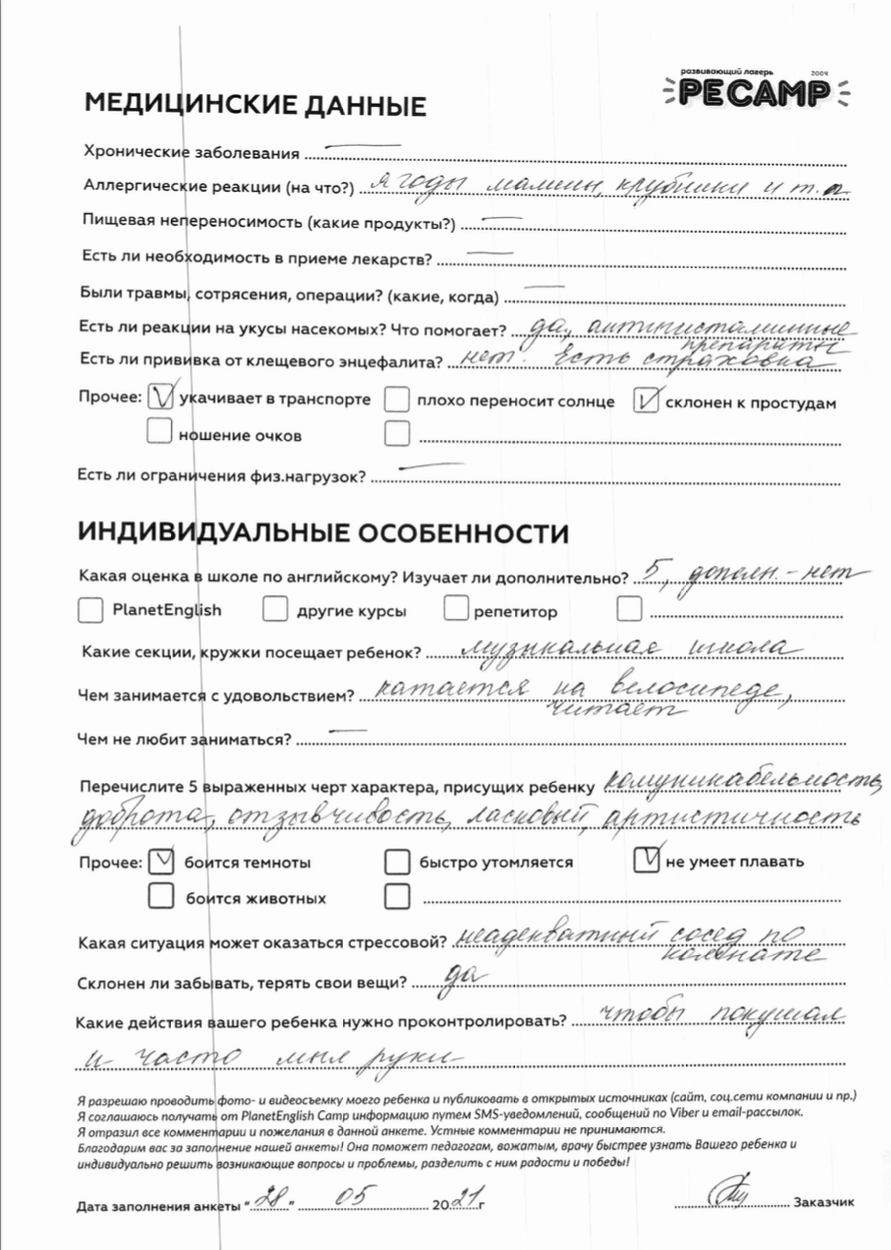 развивающий лагерь 2004
РЕCAMP
МЕДИЦИНСКИЕ ДАННЫЕ
Хронические заболевания —
Аллергические реакции (на что?) ягоды малины, клубники и т.п
Пищевая непереносимость (какие продукты?) —
Есть ли необходимость в приеме лекарств? —
Были травмы, сотрясения, операции? (какие, когда) —
Есть ли реакции на укусы насекомых? Что помогает? да, антигистаминные
препараты
Есть ли прививка от клещевого энцефалита? нет. Есть страховка
Прочее: укачивает в транспорте плохо переносит солнце склонен к простудам
ношение очков
Есть ли ограничения физ.нагрузок? —
ИНДИВИДУАЛЬНЫЕ ОСОБЕННОСТИ
Какая оценка в школе по английскому? Изучает ли дополнительно? 5, дополн. - нет
PlanetEnglish другие курсы репетитор
Какие секции, кружки посещает ребенок? музыкальная школа
Чем занимается с удовольствием? катается на велосипеде,
читает
Чем не любит заниматься? —
Перечислите 5 выраженных черт характера, присущих ребенку комуникабельность,
доброта, отзывчивость, ласковый, артистичность
Прочее: боится темноты быстро утомляется не умеет плавать
боится животных
Какая ситуация может оказаться стрессовой? неадекватный сосед по
комнате
Склонен ли забывать, терять свои вещи? да
Какие действия вашего ребенка нужно проконтролировать? чтобы покушал
и часто мыл руки
Я разрешаю проводить фото- и видеосъемку моего ребенка и публиковать в открытых источниках (сайт, соц.сети компании и пр.)
Я соглашаюсь получать от PlanetEnglish Camp информацию путем SMS-уведомлений, сообщений по Viber и email-рассылок.
Я отразил все комментарии и пожелания в данной анкете. Устные комментарии не принимаются.
Благодарим вас за заполнение нашей анкеты! Она поможет педагогам, вожатым, врачу быстрее узнать Вашего ребенка и
индивидуально решить возникающие вопросы и проблемы, разделить с ним радости и победы!
Дата заполнения анкеты "28" 05 2021г Заказчик